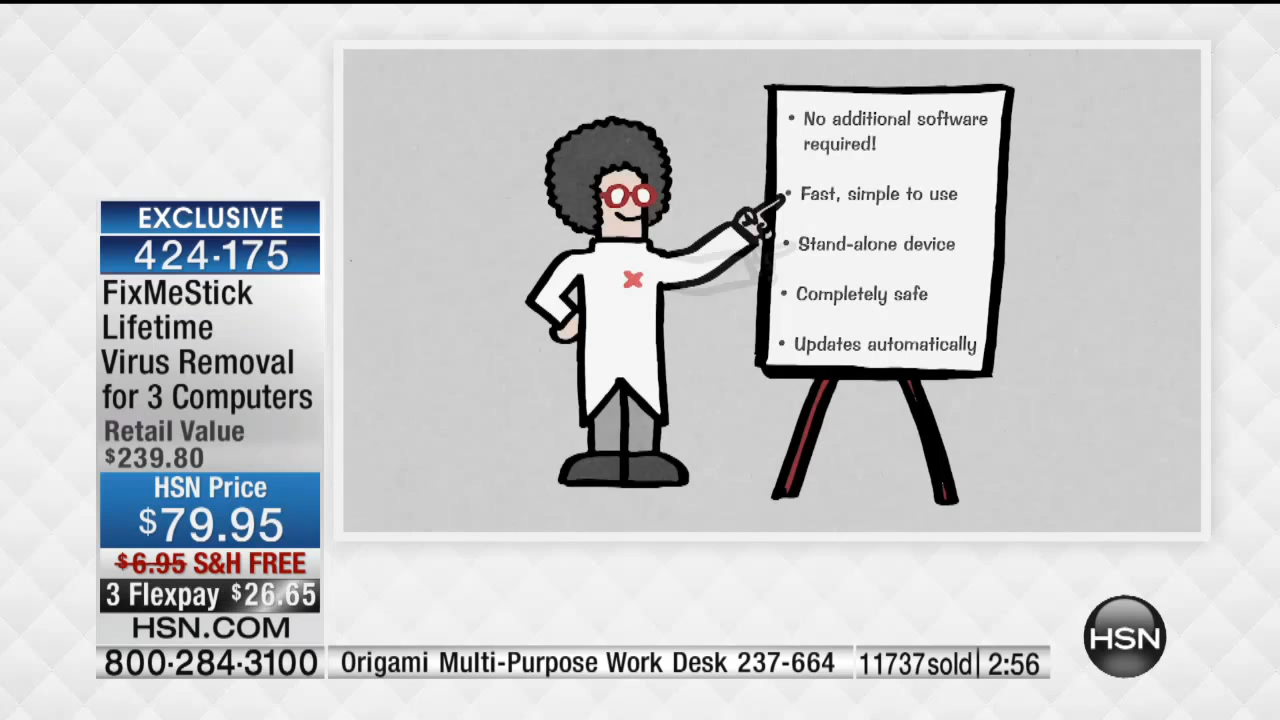 EXCLUSIVE
424-175
FixMeStick
Lifetime
Virus Removal
for 3 Computers
Retail Value
$239.80
HSN Price
$79.95
$6.95 S&H FREE
3 Flexpay $26.65
HSN.COM
800-284-3100
• No additional software
required!
• Fast, simple to use
• Stand-alone device
• Completely safe
• Updates automatically
Origami Multi-Purpose Work Desk 237-664
11737 sold | 2:56
HSN